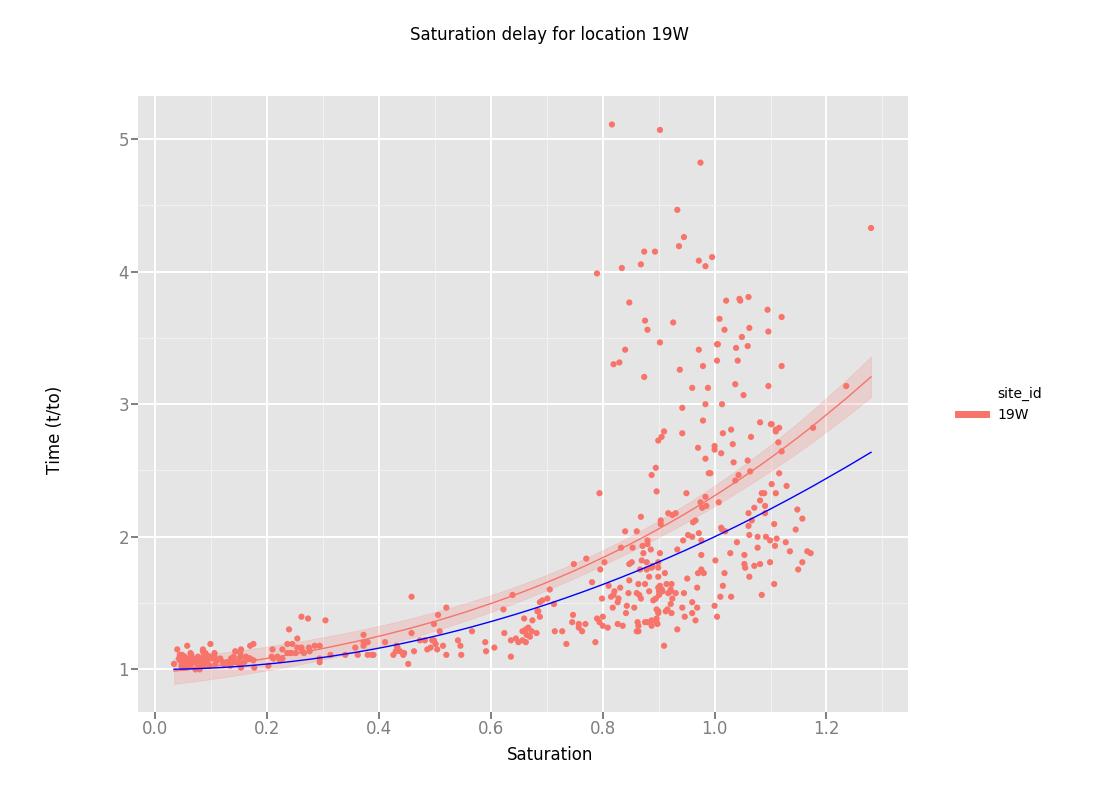 Saturation delay for location 19W
5
4
3
2
1
Time (t/to)
0.0 0.2 0.4 0.6 0.8 1.0 1.2
Saturation
site_id
19W